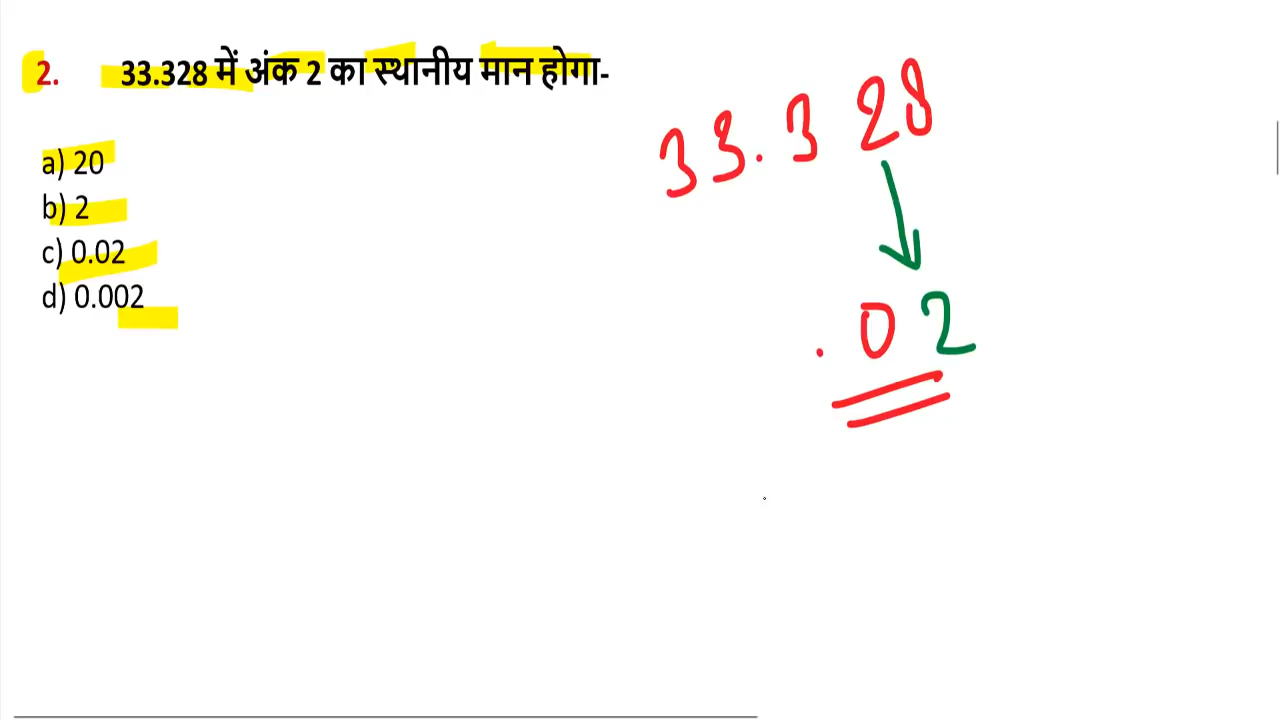 2. 33.328 में अंक 2 का स्थानीय मान होगा-
a) 20
b) 2
c) 0.02
d) 0.002
33.328
.02